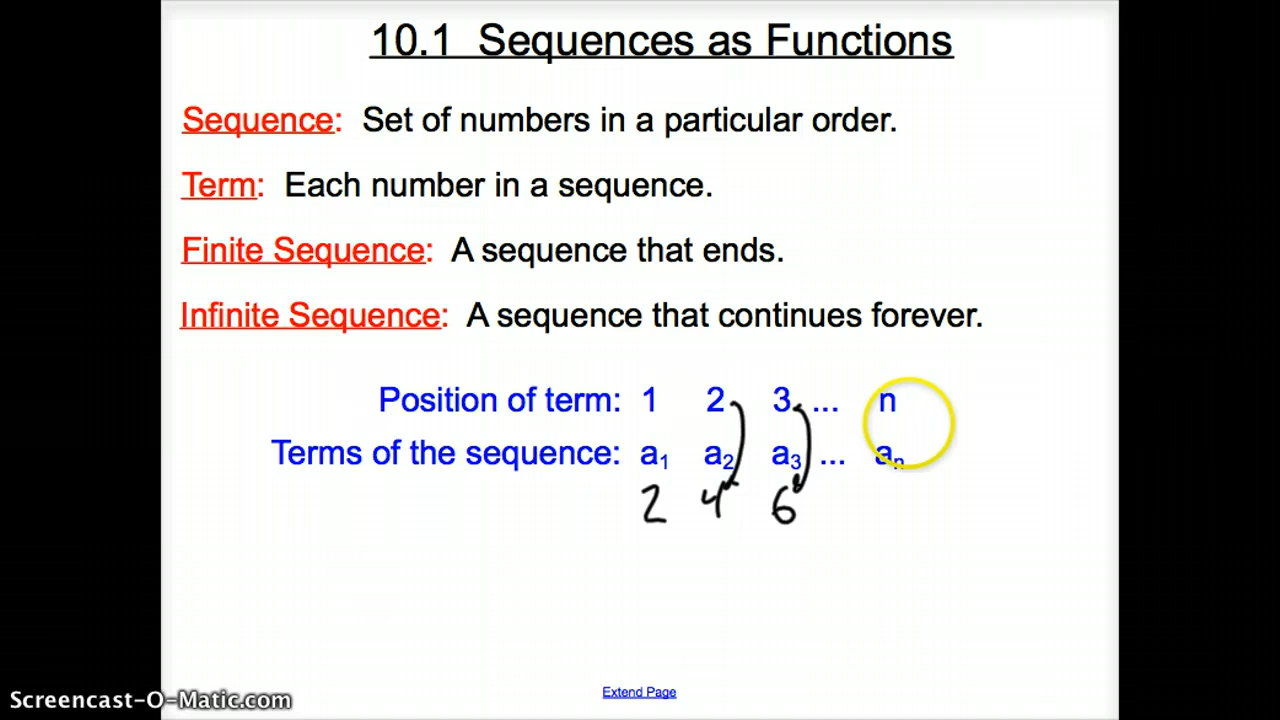 10.1 Sequences as Functions
Sequence: Set of numbers in a particular order.
Term: Each number in a sequence.
Finite Sequence: A sequence that ends.
Infinite Sequence: A sequence that continues forever.
Position of term: 1 2 3 ... n
Terms of the sequence: a₁ a₂ a₃ ... aₙ
2 4 6
Extend Page
Screencast-O-Matic.com